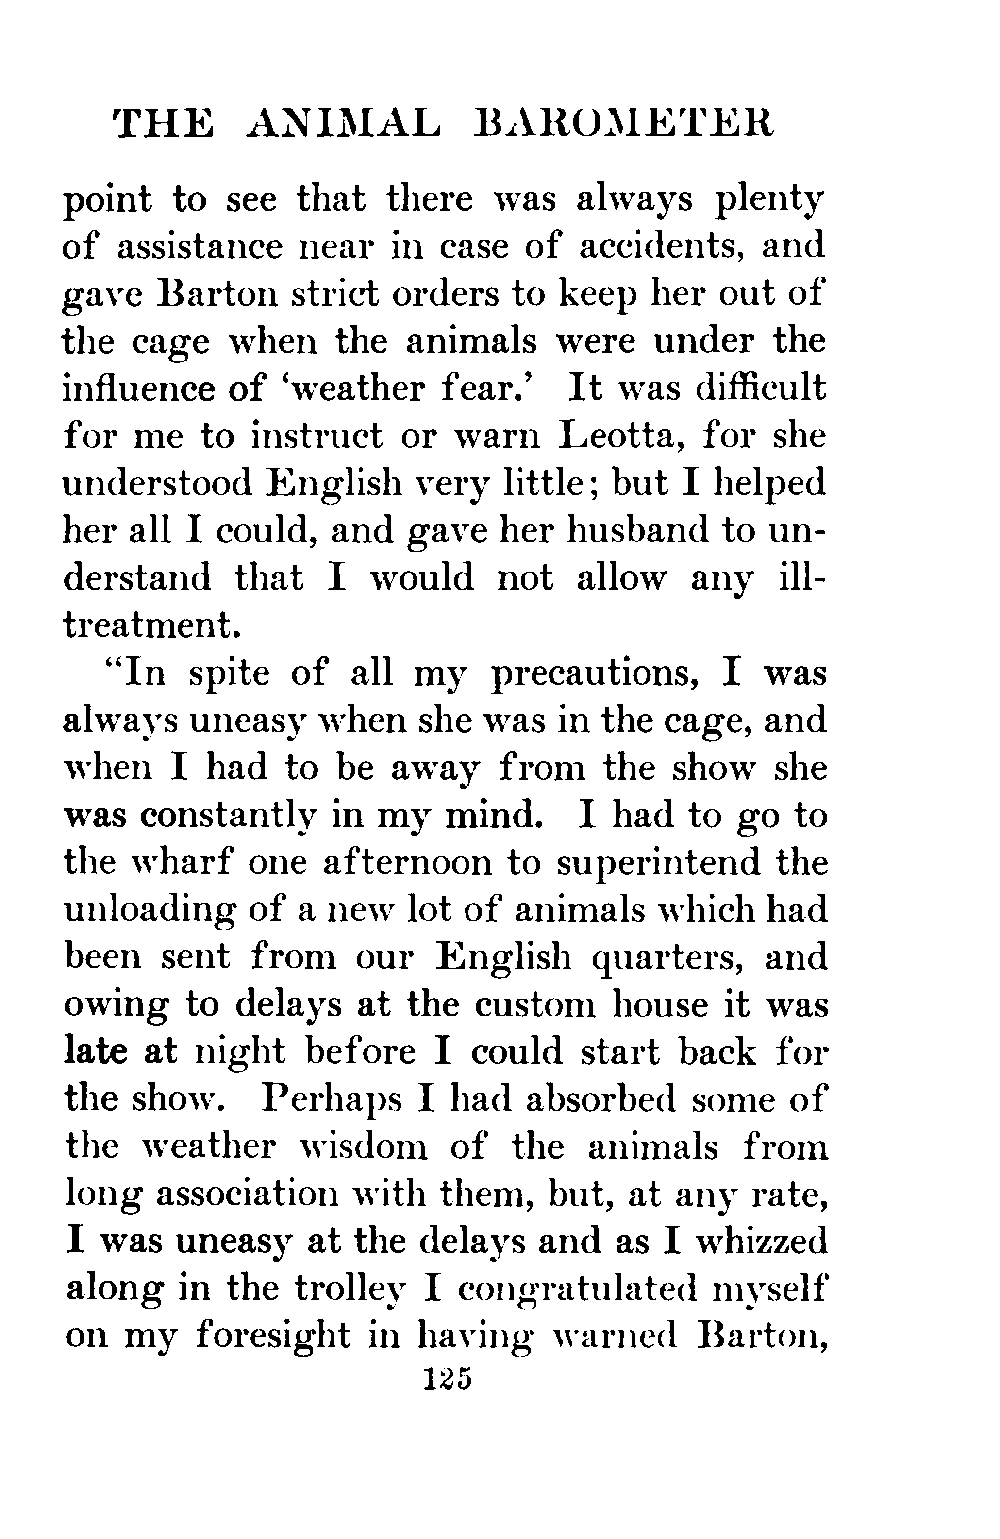 THE ANIMAL BAROMETER
point to see that there was always plenty
of assistance near in case of accidents, and
gave Barton strict orders to keep her out of
the cage when the animals were under the
influence of ‘weather fear.’ It was difficult
for me to instruct or warn Leotta, for she
understood English very little; but I helped
her all I could, and gave her husband to un-
derstand that I would not allow any ill-
treatment.
“In spite of all my precautions, I was
always uneasy when she was in the cage, and
when I had to be away from the show she
was constantly in my mind. I had to go to
the wharf one afternoon to superintend the
unloading of a new lot of animals which had
been sent from our English quarters, and
owing to delays at the custom house it was
late at night before I could start back for
the show. Perhaps I had absorbed some of
the weather wisdom of the animals from
long association with them, but, at any rate,
I was uneasy at the delays and as I whizzed
along in the trolley I congratulated myself
on my foresight in having warned Barton,
125